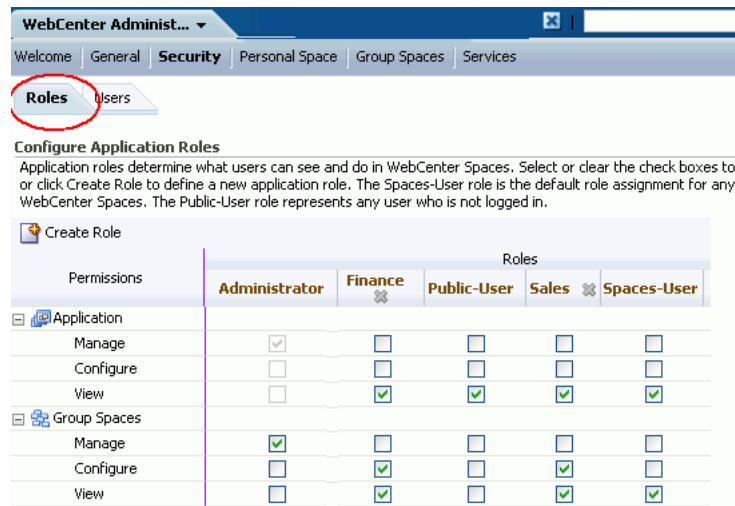 WebCenter Administ...
Welcome General Security Personal Space Group Spaces Services
Roles Users
Configure Application Roles
Application roles determine what users can see and do in WebCenter Spaces. Select or clear the check boxes to
or click Create Role to define a new application role. The Spaces-User role is the default role assignment for any
WebCenter Spaces. The Public-User role represents any user who is not logged in.
Create Role
Roles
Permissions
Administrator Finance Public-User Sales Spaces-User
Application
Manage
Configure
View
Group Spaces
Manage
Configure
View